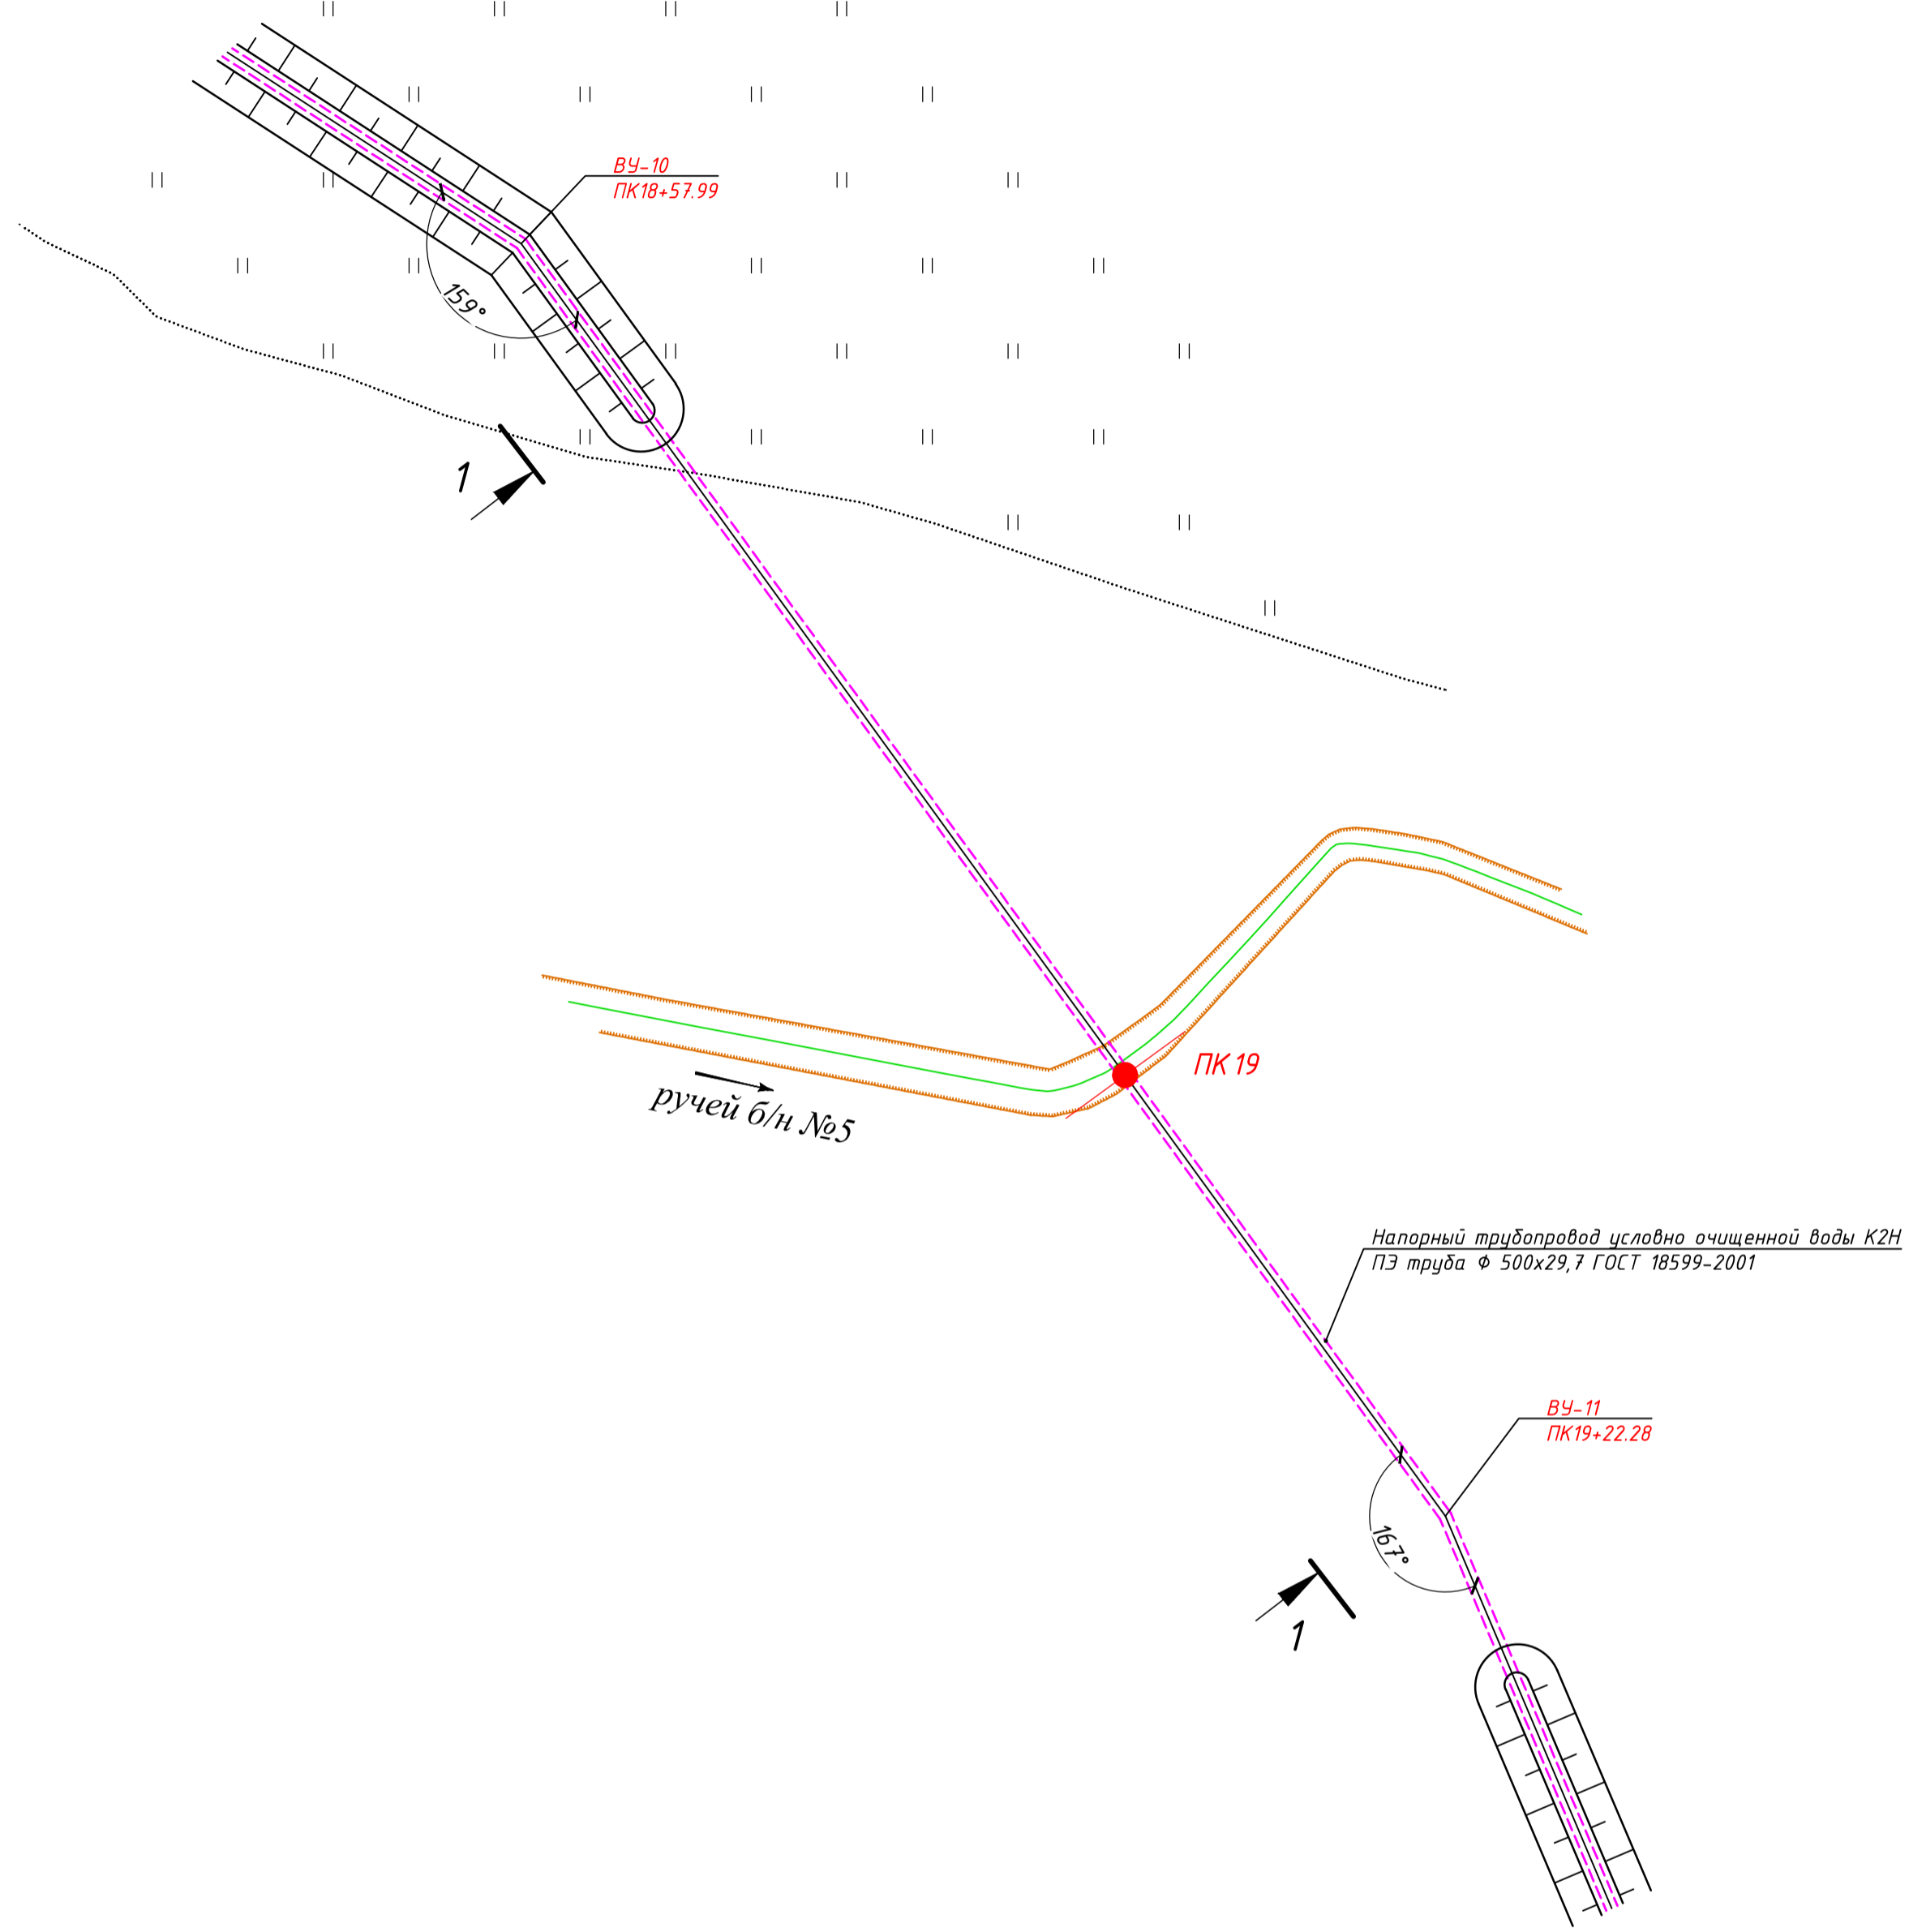 ВУ-10
ПК18+57.99
159°
1
ПК 19
ручей б/н №5
Напорный трубопровод условно очищенной воды К2Н
ПЭ труба Ф 500х29,7 ГОСТ 18599-2001
ВУ-11
ПК19+22.28
167°
1